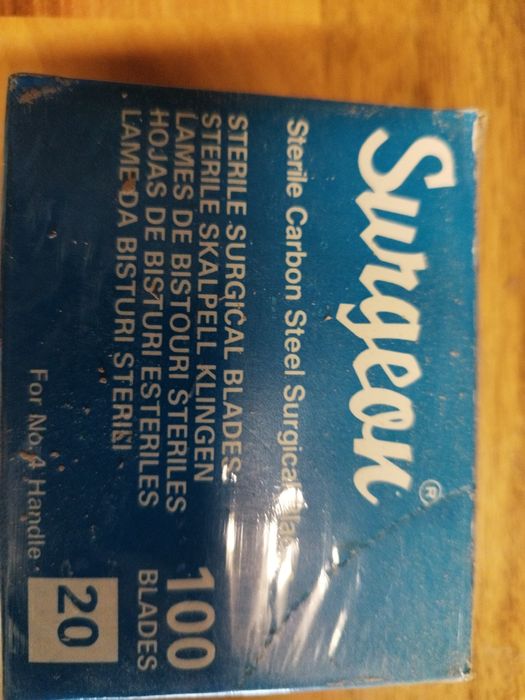 Surgeon®
Sterile Carbon Steel Surgical
STERILE SURGICAL BLADES
STERILE SKALPELL KLINGEN
LAMES DE BISTOURI STERILES
HOJAS DE BISTURI ESTERILES
LAME DA BISTURI STERILI
100
BLADES
For No.4 Handle
20